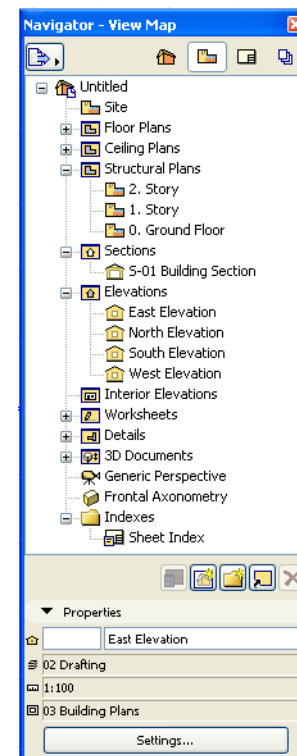 Navigator - View Map
Untitled
Site
Floor Plans
Ceiling Plans
Structural Plans
2. Story
1. Story
0. Ground Floor
Sections
S-01 Building Section
Elevations
East Elevation
North Elevation
South Elevation
West Elevation
Interior Elevations
Worksheets
Details
3D Documents
Generic Perspective
Frontal Axonometry
Indexes
Sheet Index
Properties
East Elevation
02 Drafting
1:100
03 Building Plans
Settings...